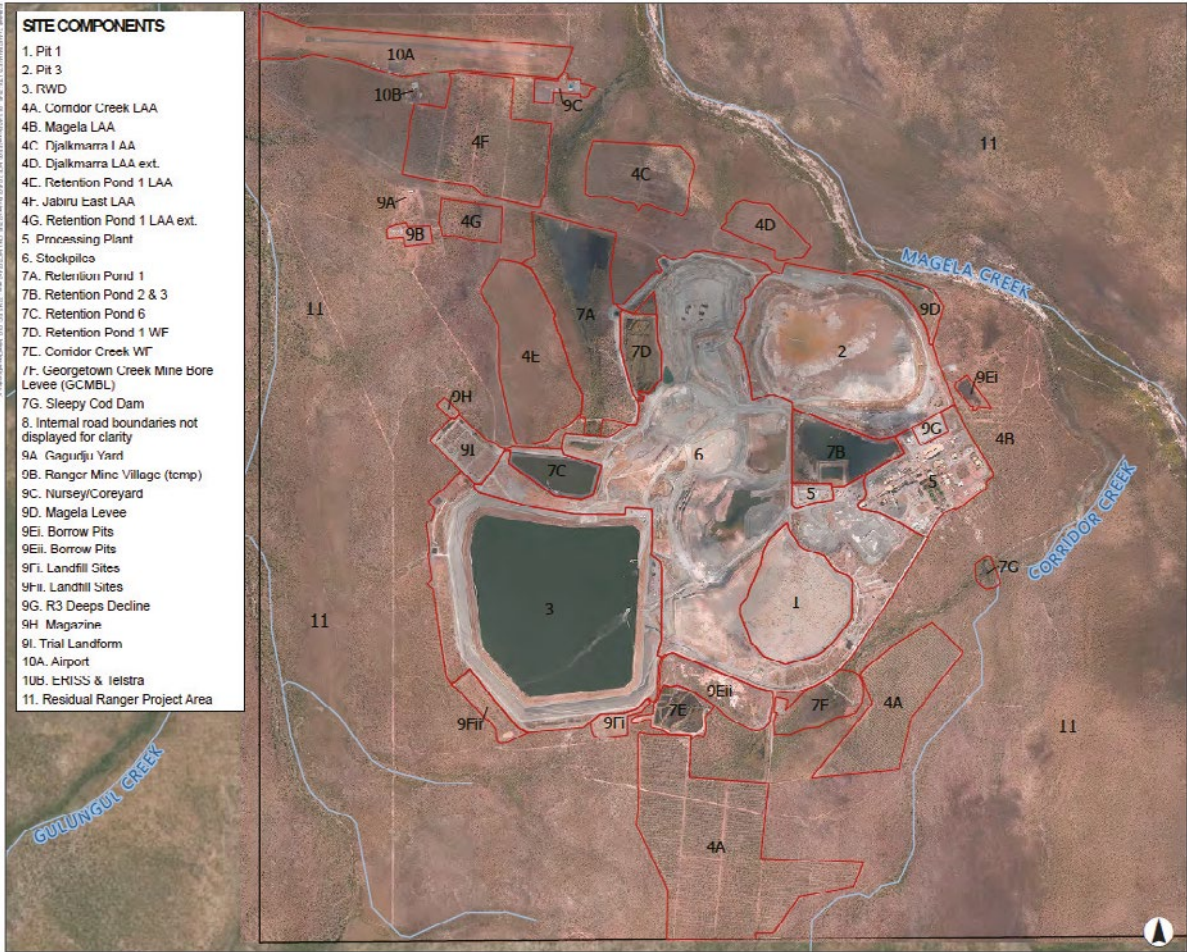 SITE COMPONENTS
1. Pit 1
2. Pit 3
3. RWD
4A. Corridor Creek LAA
4B. Magela LAA
4C. Djalkmarra LAA
4D. Djalkmarra LAA ext.
4E. Retention Pond 1 LAA
4F. Jabiru East LAA
4G. Retention Pond 1 LAA ext.
5. Processing Plant
6. Stockpiles
7A. Retention Pond 1
7B. Retention Pond 2 & 3
7C. Retention Pond 6
7D. Retention Pond 1 WF
7E. Corridor Creek WF
7F. Georgetown Creek Mine Bore
Levee (GCMBL)
7G. Sleepy Cod Dam
8. Internal road boundaries not
displayed for clarity
9A. Gagudju Yard
9B. Ranger Mine Village (temp)
9C. Nursey/Coreyard
9D. Magela Levee
9Ei. Borrow Pits
9Eii. Borrow Pits
9Fi. Landfill Sites
9Fii. Landfill Sites
9G. R3 Deeps Decline
9H. Magazine
9I. Trial Landform
10A. Airport
10B. ERISS & Telstra
11. Residual Ranger Project Area
10A
10B
9C
4F
11
4C
9A
4G
9B
4D
MAGELA CREEK
11
7A
9D
4E
7D
2
9Ei
9H
9G
4B
9I
7C
6
7B
5
5
CORRIDOR CREEK
7G
3
1
11
9Eii
7E
7F
4A
9Fii
9Fi
11
GULUNGUL CREEK
4A